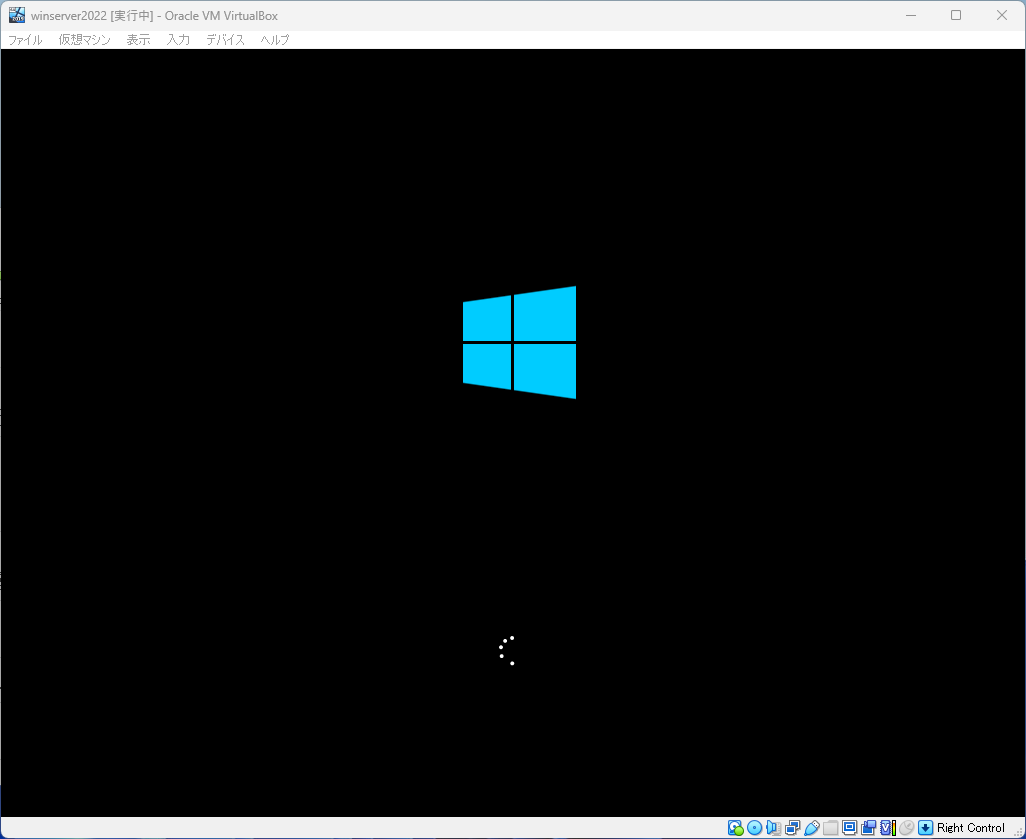 winserver2022 [実行中] - Oracle VM VirtualBox
ファイル 仮想マシン 表示 入力 デバイス ヘルプ
Right Control